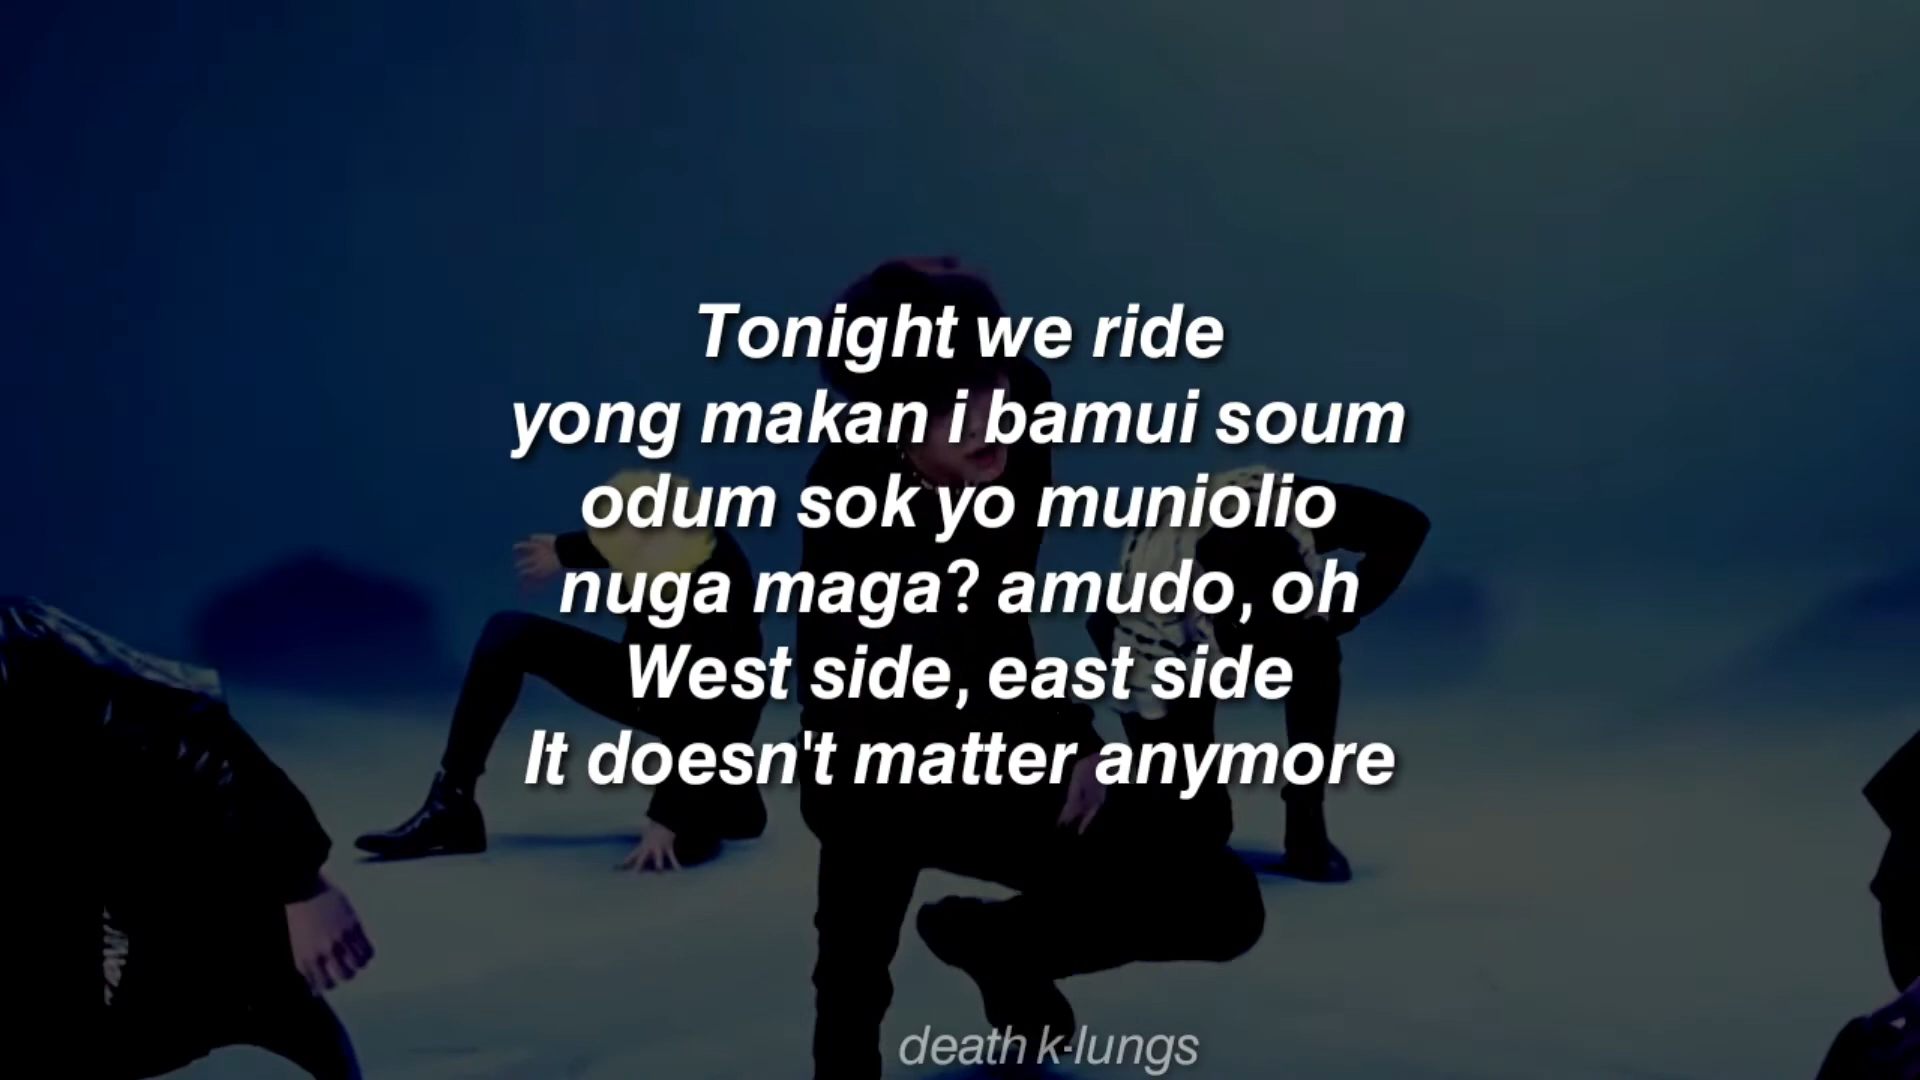 Tonight we ride
yong makan i bamui soum
odum sok yo muniolio
nuga maga? amudo, oh
West side, east side
It doesn't matter anymore
death k-lungs